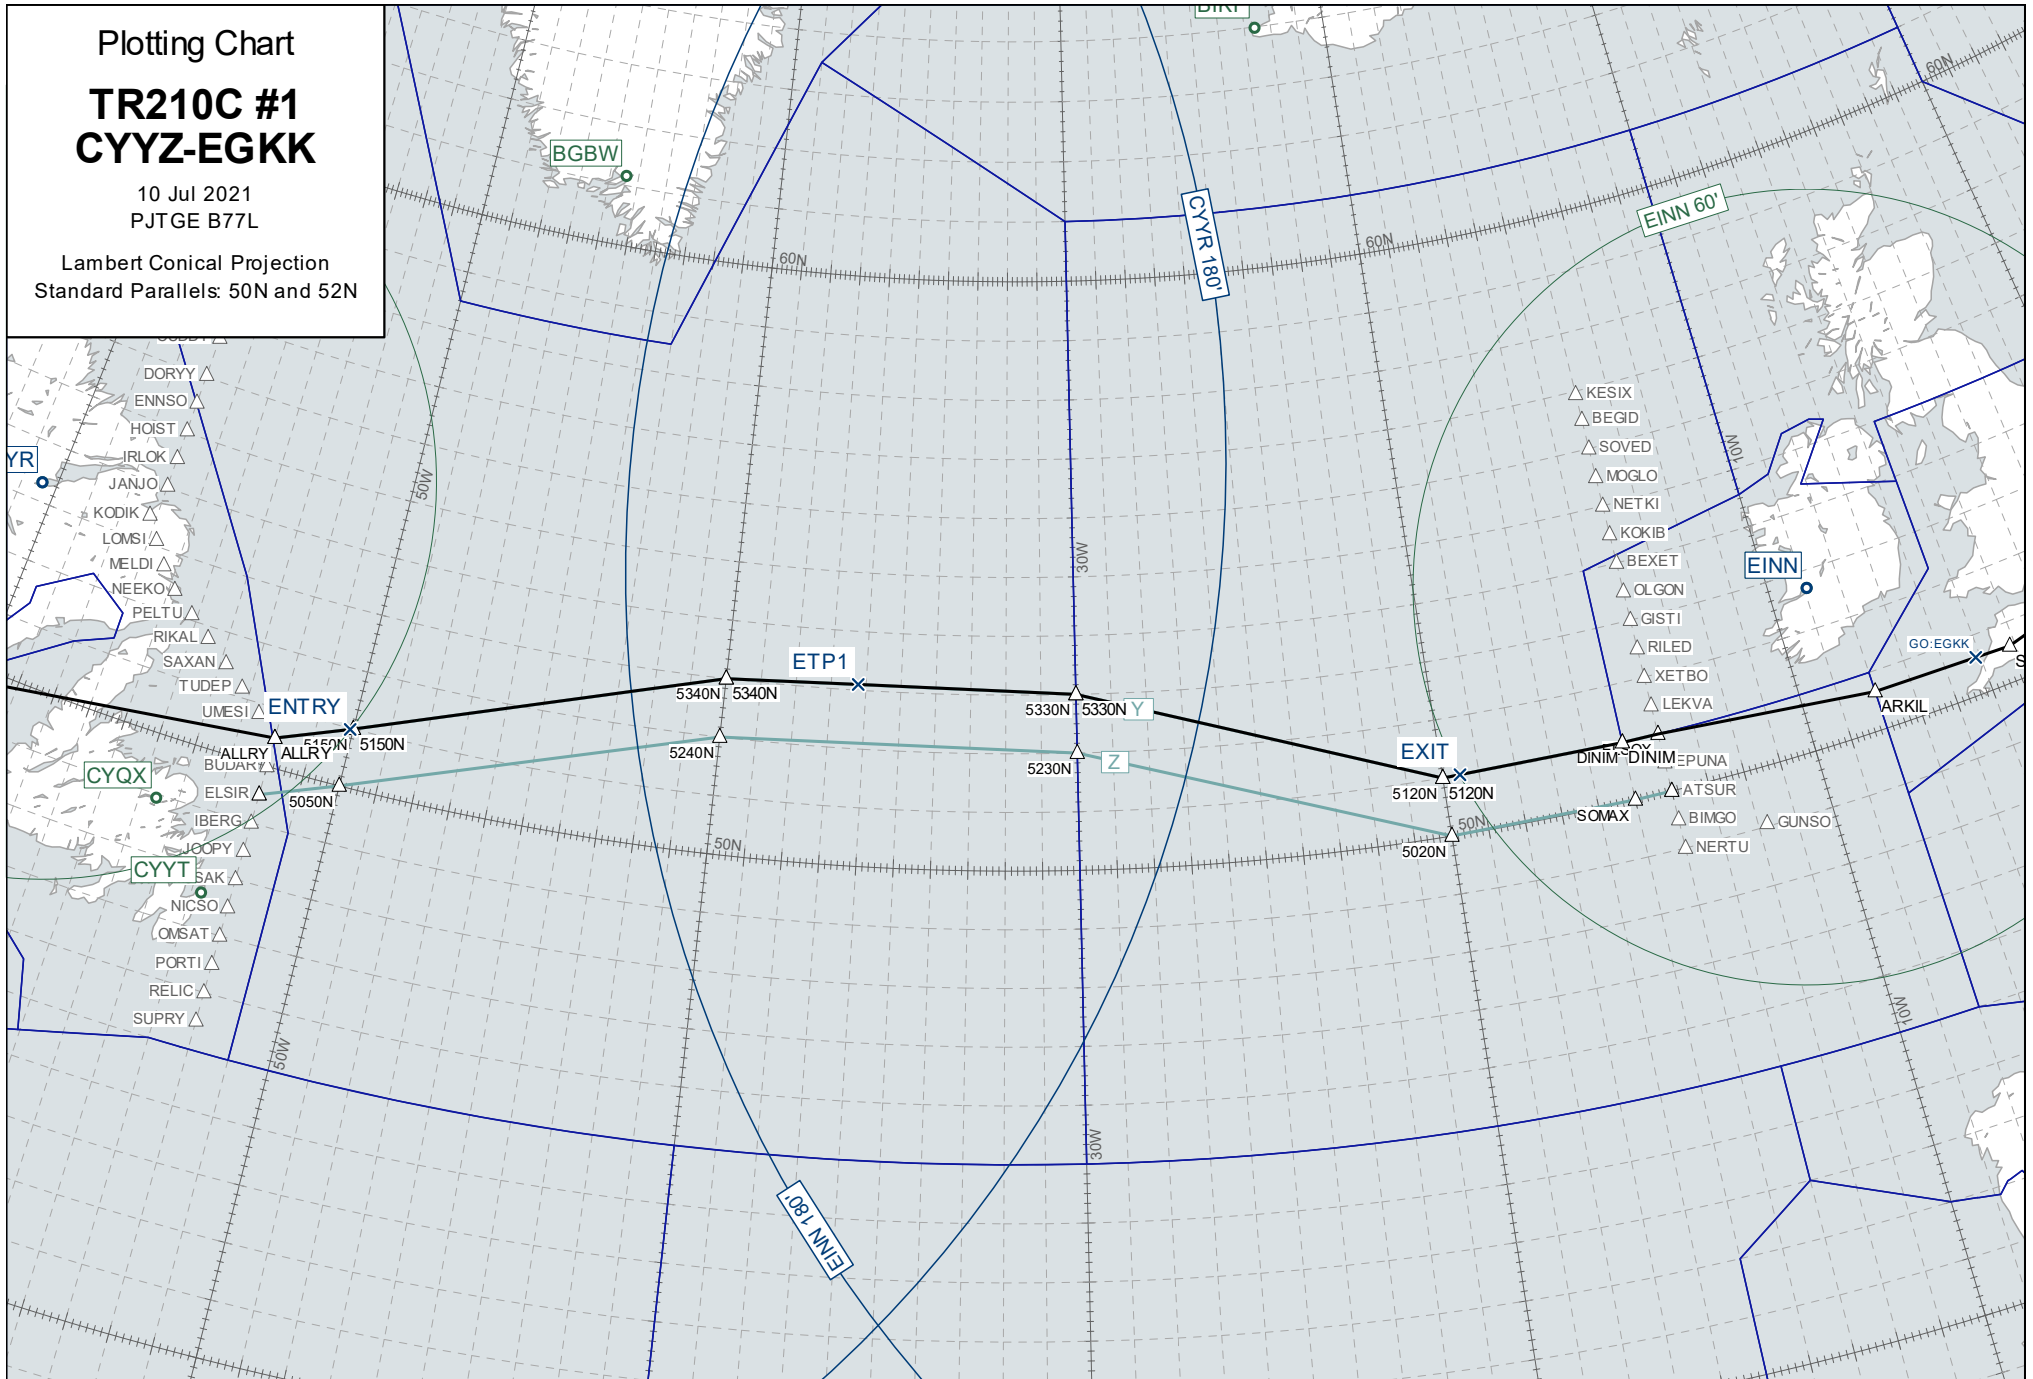 Plotting Chart
TR210C #1
CYYZ-EGKK
10 Jul 2021
PJTGE B77L
Lambert Conical Projection
Standard Parallels: 50N and 52N
BIKF
60N
BGBW
EINN 60'
CYYR 180'
60N
60N
DORYY
ENNSO
HOIST
IRLOK
YR
JANJO
50W
KODIK
LOMSI
MELDI
NEEKO
PELTU
RIKAL
SAXAN
TUDEP
UMESI
KESIX
BEGID
SOVED
10W
MOGLO
NETKI
KOKIB
30W
BEXET
EINN
OLGON
GISTI
RILED
GO:EGKK
S
XETBO
LEKVA
ETP1
5340N
5340N
ENTRY
5330N
5330N
Y
ARKIL
5150N
5150N
ALLRY
ALLRY
BUDAR
5240N
EXIT
DINIM
DINIM
EPUNA
5230N
Z
CYQX
ELSIR
5050N
5120N
5120N
ATSUR
SOMAX
BIMGO
GUNSO
IBERG
50N
50N
5020N
NERTU
JOOPY
CYYT
SAK
NICSO
OMSAT
PORTI
RELIC
SUPRY
10W
50W
30W
EINN 180'